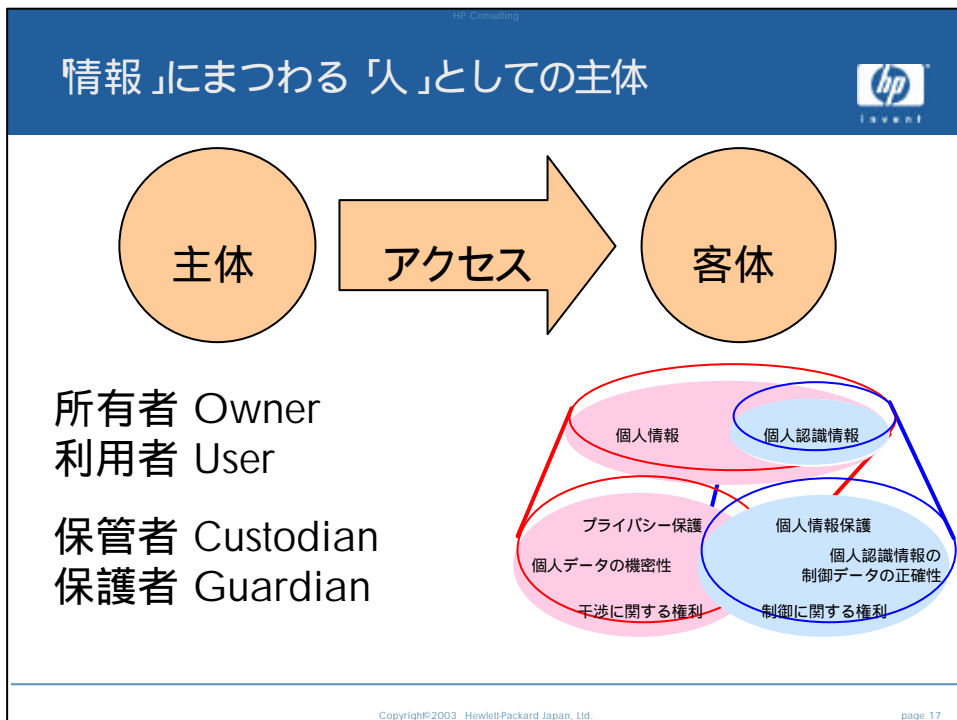 HP Consulting
「情報」にまつわる「人」としての主体
hp
invent
主体
アクセス
客体
所有者 Owner
利用者 User
保管者 Custodian
保護者 Guardian
個人情報
個人認識情報
プライバシー保護
個人情報保護
個人データの機密性
個人認識情報の
制御データの正確性
干渉に関する権利
制御に関する権利
Copyright©2003 Hewlett-Packard Japan, Ltd.
page 17